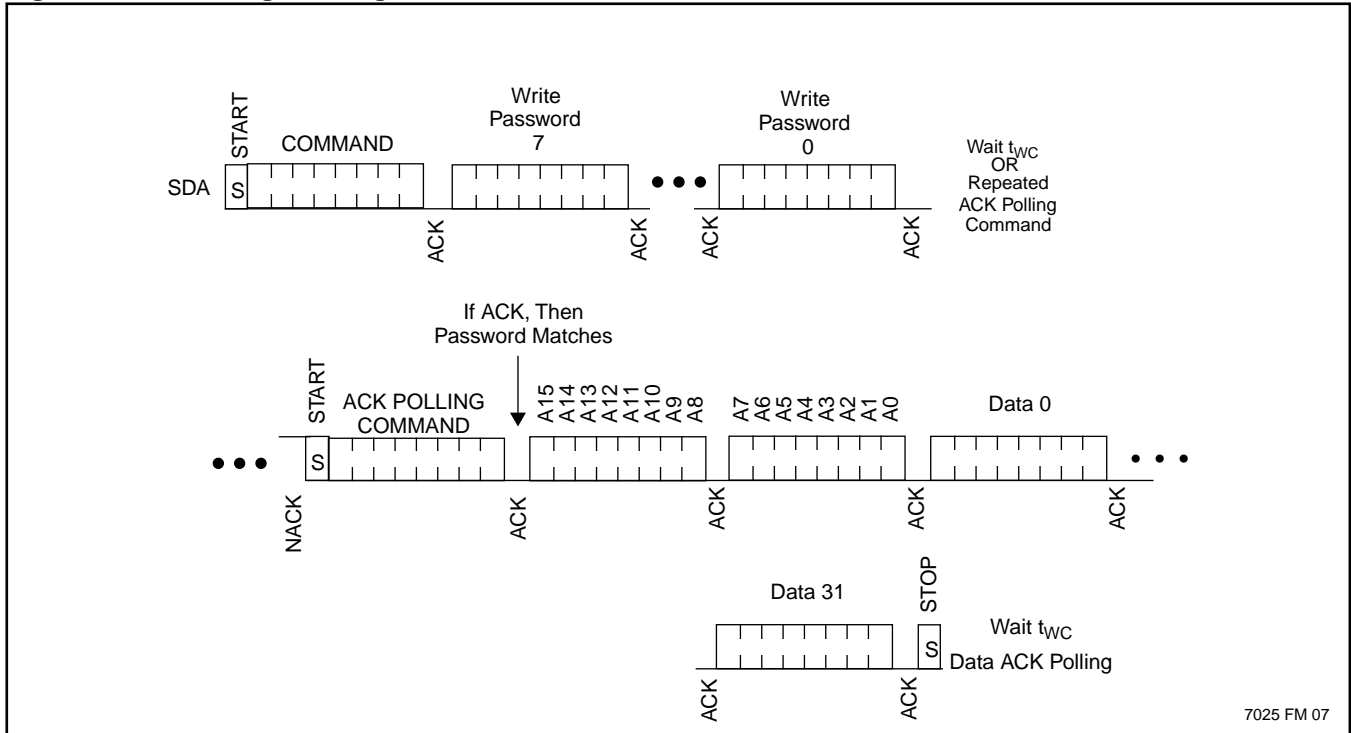 START
COMMAND
Write
Password
7
Write
Password
0
Wait tWC
OR
Repeated
ACK Polling
Command
SDA
S
ACK
ACK
ACK
ACK
If ACK, Then
Password Matches
START
ACK POLLING
COMMAND
A15
A14
A13
A12
A11
A10
A9
A8
A7
A6
A5
A4
A3
A2
A1
A0
Data 0
S
NACK
ACK
ACK
ACK
ACK
Data 31
STOP
S
Wait tWC
Data ACK Polling
ACK
ACK
7025 FM 07